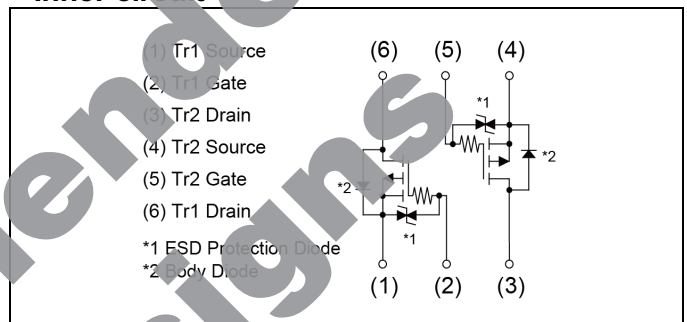 (1) Tr1 Source
(2) Tr1 Gate
(3) Tr2 Drain
(4) Tr2 Source
(5) Tr2 Gate
(6) Tr1 Drain
*1 ESD Protection Diode
*2 Body Diode
(6) (5) (4)
*1
*2
*2
*1
(1) (2) (3)